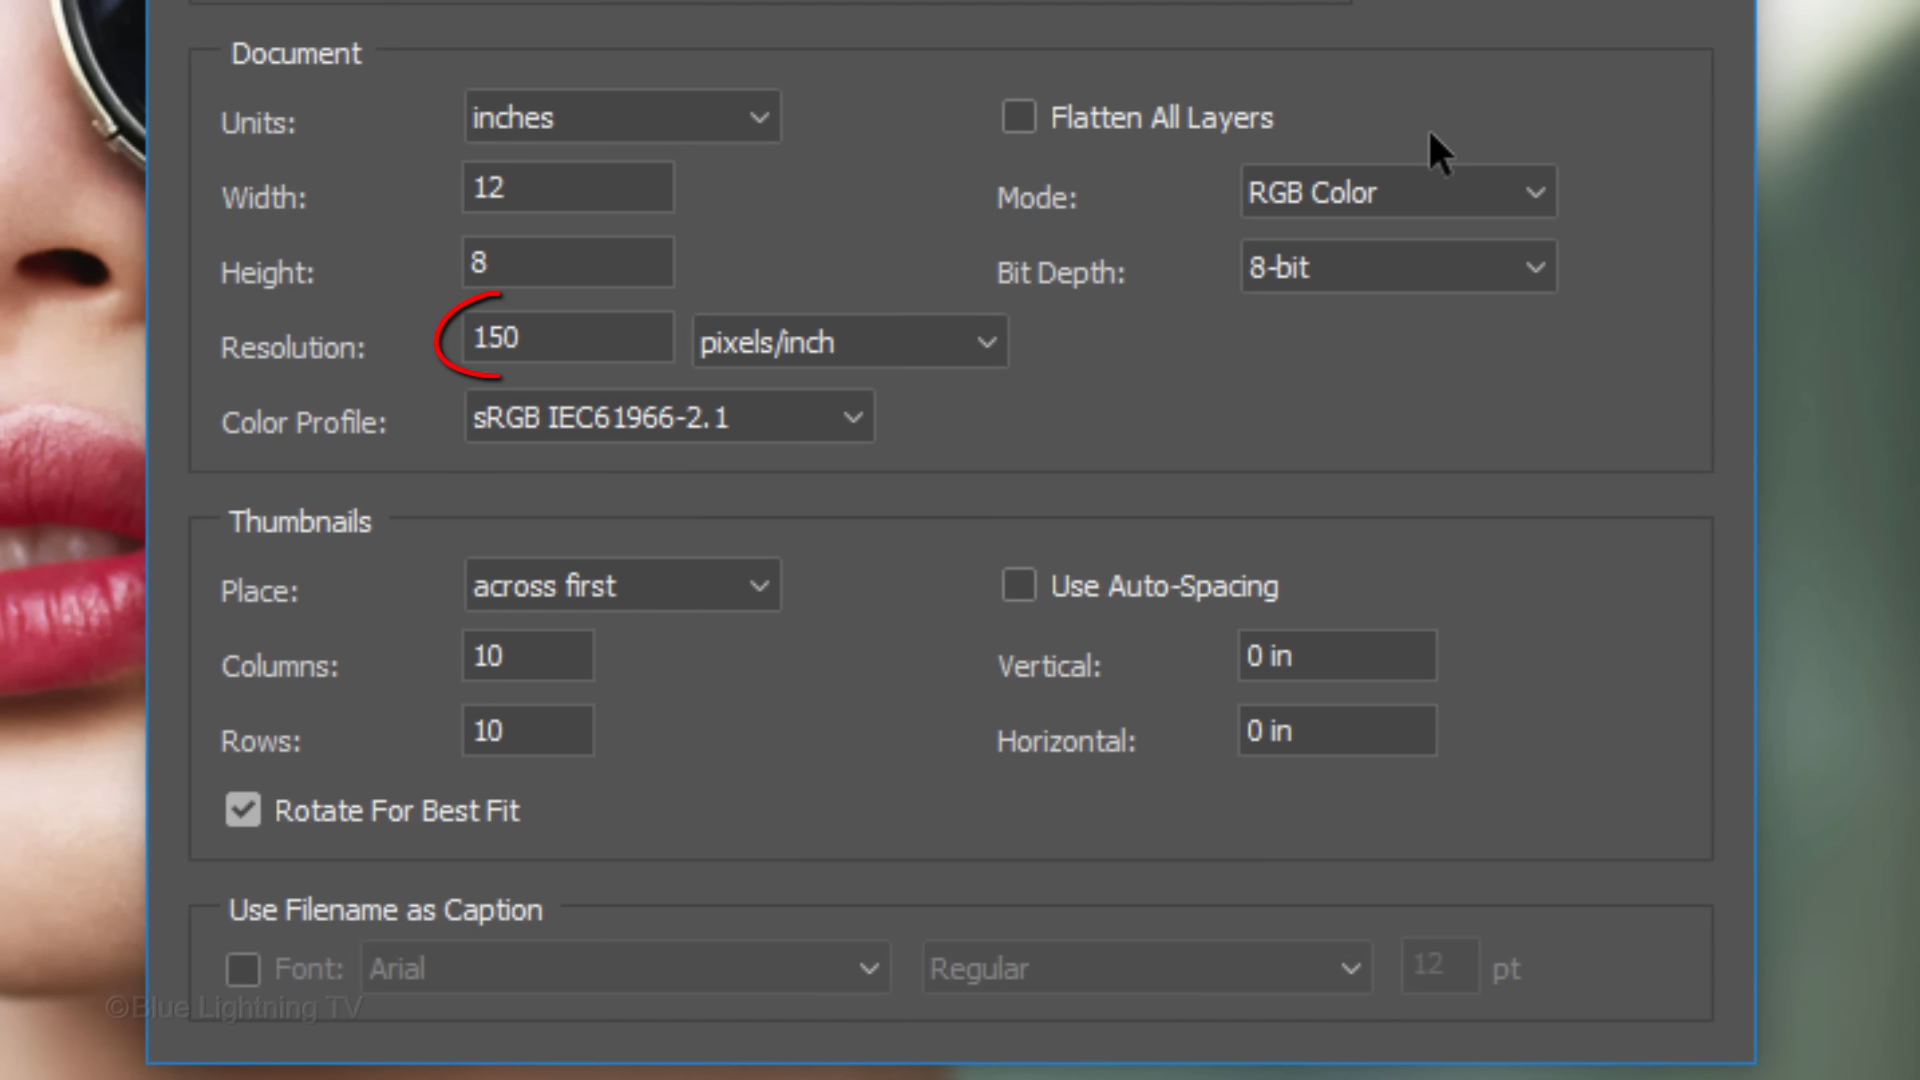 Document
Units: inches
Flatten All Layers
Width: 12
Mode: RGB Color
Height: 8
Bit Depth: 8-bit
Resolution: 150 pixels/inch
Color Profile: sRGB IEC61966-2.1
Thumbnails
Place: across first
Use Auto-Spacing
Columns: 10
Vertical: 0 in
Rows: 10
Horizontal: 0 in
Rotate For Best Fit
Use Filename as Caption
Font: Arial Regular 12 pt
©Blue Lightning TV